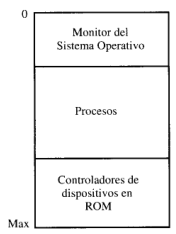 0
Monitor del
Sistema Operativo
Procesos
Controladores de
dispositivos en
ROM
Max